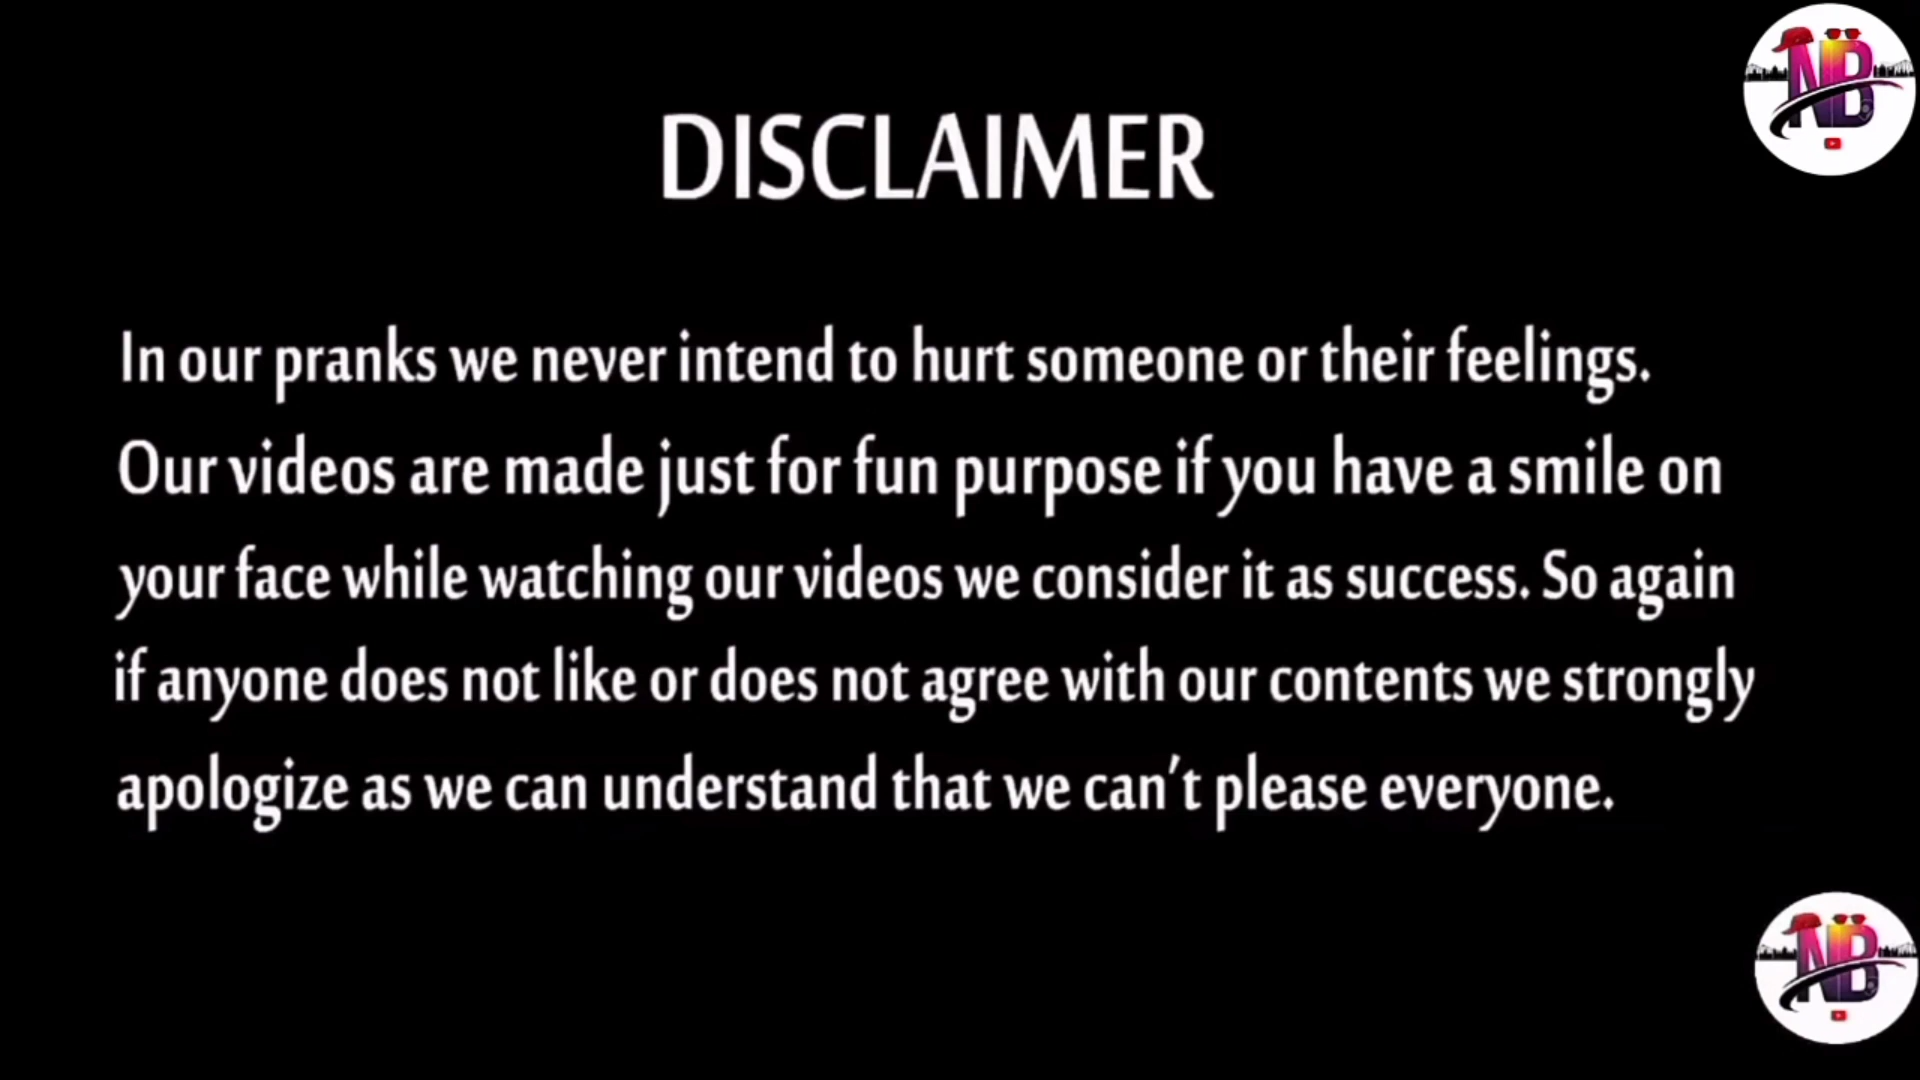 NB
DISCLAIMER
In our pranks we never intend to hurt someone or their feelings.
Our videos are made just for fun purpose if you have a smile on
your face while watching our videos we consider it as success. So again
if anyone does not like or does not agree with our contents we strongly
apologize as we can understand that we can't please everyone.
NB